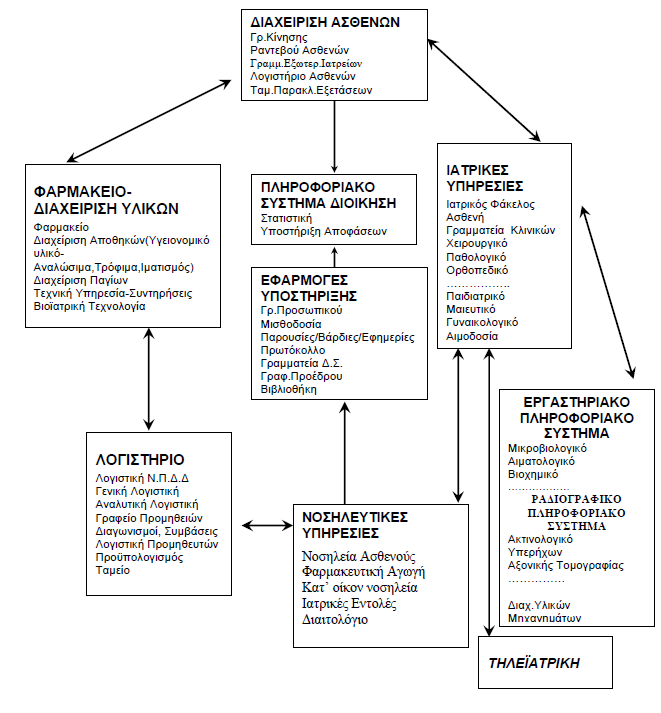 ΔΙΑΧΕΙΡΙΣΗ ΑΣΘΕΝΩΝ
Γρ.Κίνησης
Ραντεβού Ασθενών
Γραμμ.Εξωτερ.Ιατρείων
Λογιστήριο Ασθενών
Ταμ.Παρακλ.Εξετάσεων
ΦΑΡΜΑΚΕΙΟ-
ΔΙΑΧΕΙΡΙΣΗ ΥΛΙΚΩΝ
Φαρμακείο
Διαχείριση Αποθηκών(Υγειονομικό
υλικό-
Αναλώσιμα,Τρόφιμα,Ιματισμός)
Διαχείριση Παγίων
Τεχνική Υπηρεσία-Συντηρήσεις
Βιοϊατρική Τεχνολογία
ΠΛΗΡΟΦΟΡΙΑΚΟ
ΣΥΣΤΗΜΑ ΔΙΟΙΚΗΣΗ
Στατιστική
Υποστήριξη Αποφάσεων
ΙΑΤΡΙΚΕΣ
ΥΠΗΡΕΣΙΕΣ
Ιατρικός Φάκελος
Ασθενή
Γραμματεία Κλινικών
Χειρουργικό
Παθολογικό
Ορθοπεδικό
……………..
Παιδιατρικό
Μαιευτικό
Γυναικολογικό
Αιμοδοσία
ΕΦΑΡΜΟΓΕΣ
ΥΠΟΣΤΗΡΙΞΗΣ
Γρ.Προσωπικού
Μισθοδοσία
Παρουσίες/Βάρδιες/Εφημερίες
Πρωτόκολλο
Γραμματεία Δ.Σ.
Γραφ.Προέδρου
Βιβλιοθήκη
ΛΟΓΙΣΤΗΡΙΟ
Λογιστική Ν.Π.Δ.Δ
Γενική Λογιστική
Αναλυτική Λογιστική
Γραφείο Προμηθειών
Διαγωνισμοί, Συμβάσεις
Λογιστική Προμηθευτών
Προϋπολογισμός
Ταμείο
ΝΟΣΗΛΕΥΤΙΚΕΣ
ΥΠΗΡΕΣΙΕΣ
Νοσηλεία Ασθενούς
Φαρμακευτική Αγωγή
Κατ’ οίκον νοσηλεία
Ιατρικές Εντολές
Διαιτολόγιο
ΕΡΓΑΣΤΗΡΙΑΚΟ
ΠΛΗΡΟΦΟΡΙΑΚΟ
ΣΥΣΤΗΜΑ
Μικροβιολογικό
Αιματολογικό
Βιοχημικό
………………
ΡΑΔΙΟΓΡΑΦΙΚΟ
ΠΛΗΡΟΦΟΡΙΑΚΟ
ΣΥΣΤΗΜΑ
Ακτινολογικό
Υπερήχων
Αξονικής Τομογραφίας
……………
Διαχ.Υλικών
Μηχανημάτων
ΤΗΛΕΪΑΤΡΙΚΗ